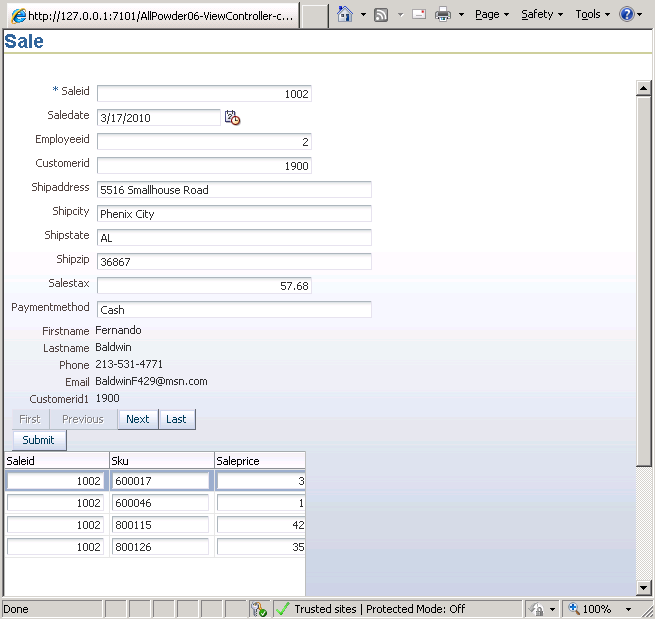 http://127.0.0.1:7101/AllPowder06-ViewController-c...
Page Safety Tools
Sale
* Saleid 1002
Saledate 3/17/2010
Employeeid 2
Customerid 1900
Shipaddress 5516 Smallhouse Road
Shipcity Phenix City
Shipstate AL
Shipzip 36867
Salestax 57.68
Paymentmethod Cash
Firstname Fernando
Lastname Baldwin
Phone 213-531-4771
Email BaldwinF429@msn.com
Customerid1 1900
First Previous Next Last
Submit
Saleid Sku Saleprice
1002 600017 3
1002 600046 1
1002 800115 42
1002 800126 35
Done Trusted sites | Protected Mode: Off 100%